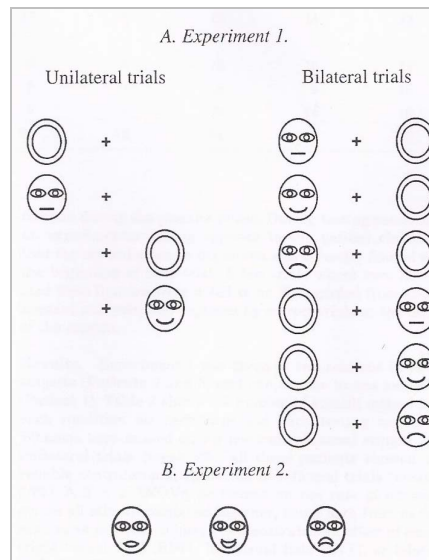 A. Experiment 1.
Unilateral trials
Bilateral trials
+
+
+
+
+
+
+
+
+
+
B. Experiment 2.